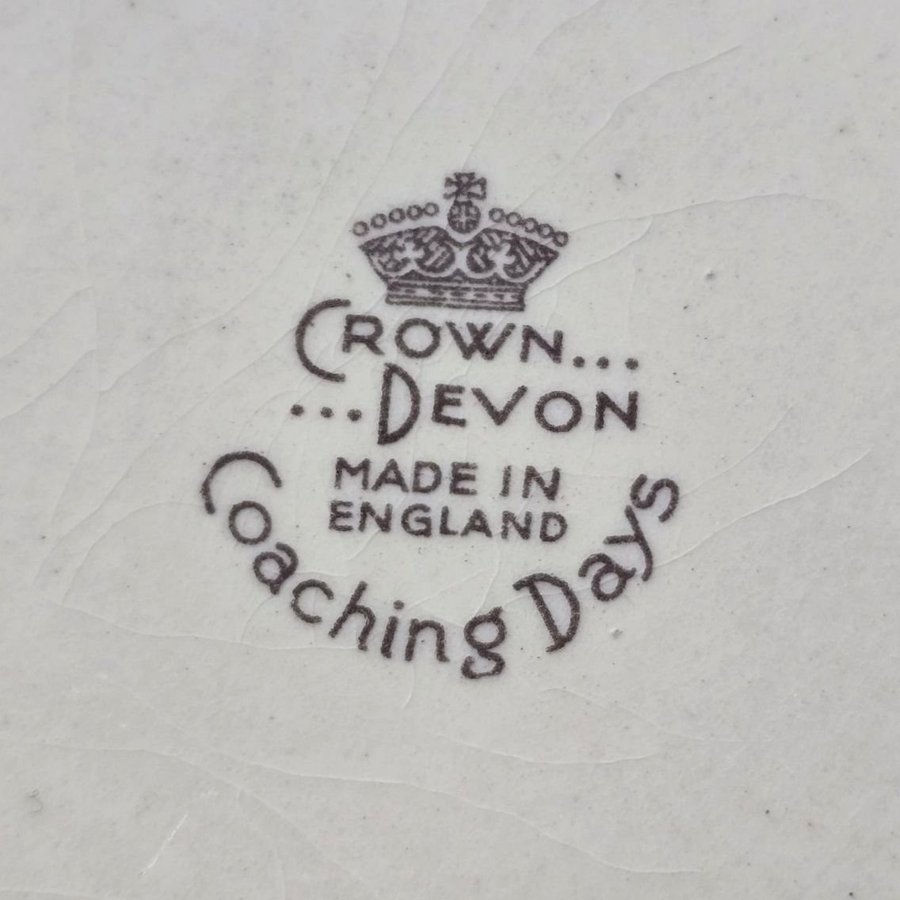 CROWN...
...DEVON
MADE IN
ENGLAND
Coaching Days